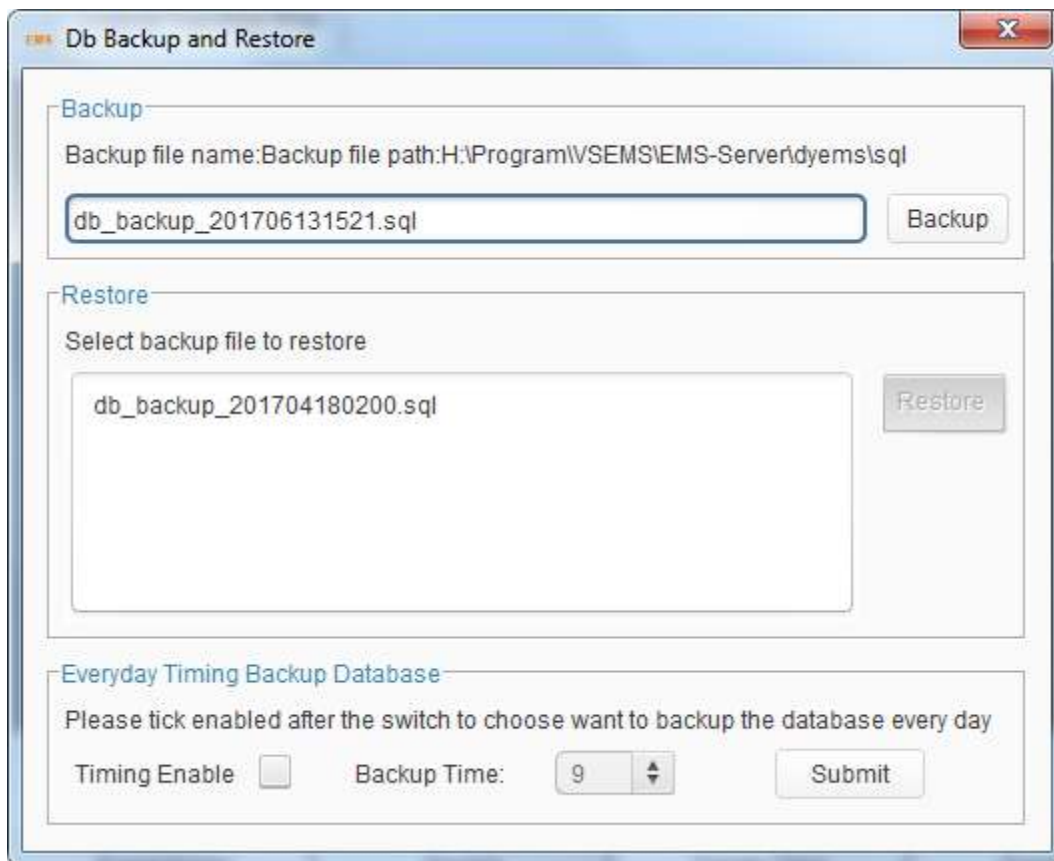 EMS Db Backup and Restore
Backup
Backup file name:Backup file path:H:\Program\VSEMS\EMS-Server\dyems\sql
db_backup_201706131521.sql
Backup
Restore
Select backup file to restore
db_backup_201704180200.sql
Restore
Everyday Timing Backup Database
Please tick enabled after the switch to choose want to backup the database every day
Timing Enable Backup Time: 9 Submit